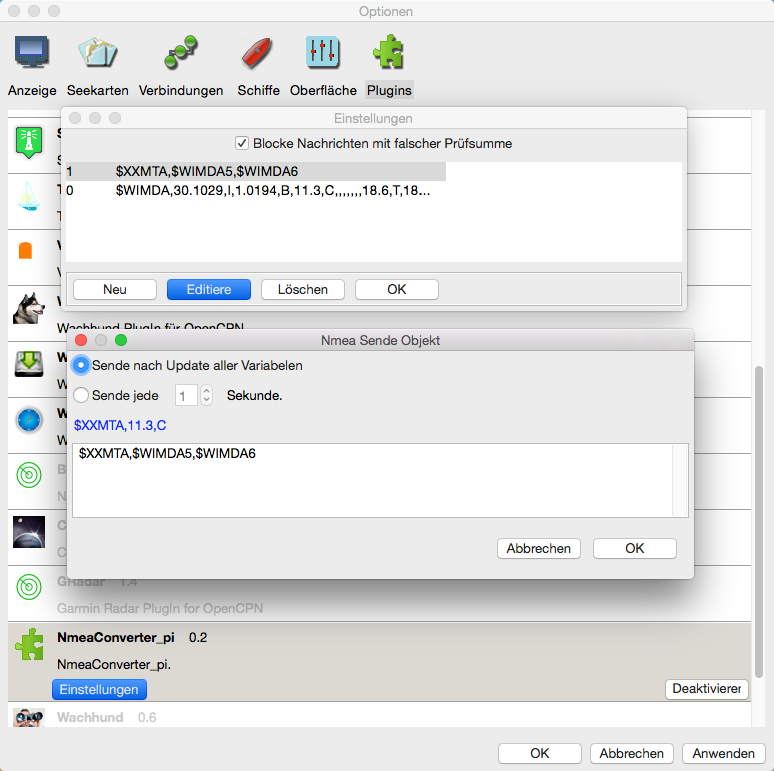 Optionen
Anzeige Seekarten Verbindungen Schiffe Oberfläche Plugins
Einstellungen
Blocke Nachrichten mit falscher Prüfsumme
1 $XXMTA,$WIMDA5,$WIMDA6
0 $WIMDA,30.1029,I,1.0194,B,11.3,C,,,,,,,18.6,T,18...
Neu Editiere Löschen OK
Wachhund PlugIn für OpenCPN
Nmea Sende Objekt
Sende nach Update aller Variabelen
Sende jede 1 Sekunde.
$XXMTA,11.3,C
$XXMTA,$WIMDA5,$WIMDA6
Abbrechen OK
GRadar 1.4
Garmin Radar PlugIn for OpenCPN
NmeaConverter_pi 0.2
NmeaConverter_pi.
Einstellungen Deaktivieren
Wachhund 0.6
OK Abbrechen Anwenden